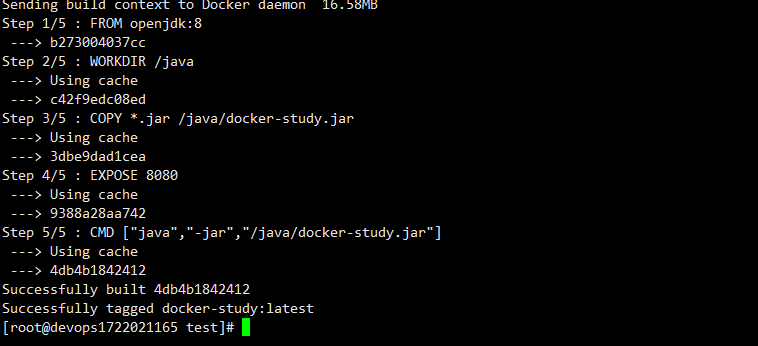 Sending build context to Docker daemon  16.58MB
Step 1/5 : FROM openjdk:8
 ---> b273004037cc
Step 2/5 : WORKDIR /java
 ---> Using cache
 ---> c42f9edc08ed
Step 3/5 : COPY *.jar /java/docker-study.jar
 ---> Using cache
 ---> 3dbe9dad1cea
Step 4/5 : EXPOSE 8080
 ---> Using cache
 ---> 9388a28aa742
Step 5/5 : CMD ["java","-jar","/java/docker-study.jar"]
 ---> Using cache
 ---> 4db4b1842412
Successfully built 4db4b1842412
Successfully tagged docker-study:latest
[root@devops1722021165 test]#